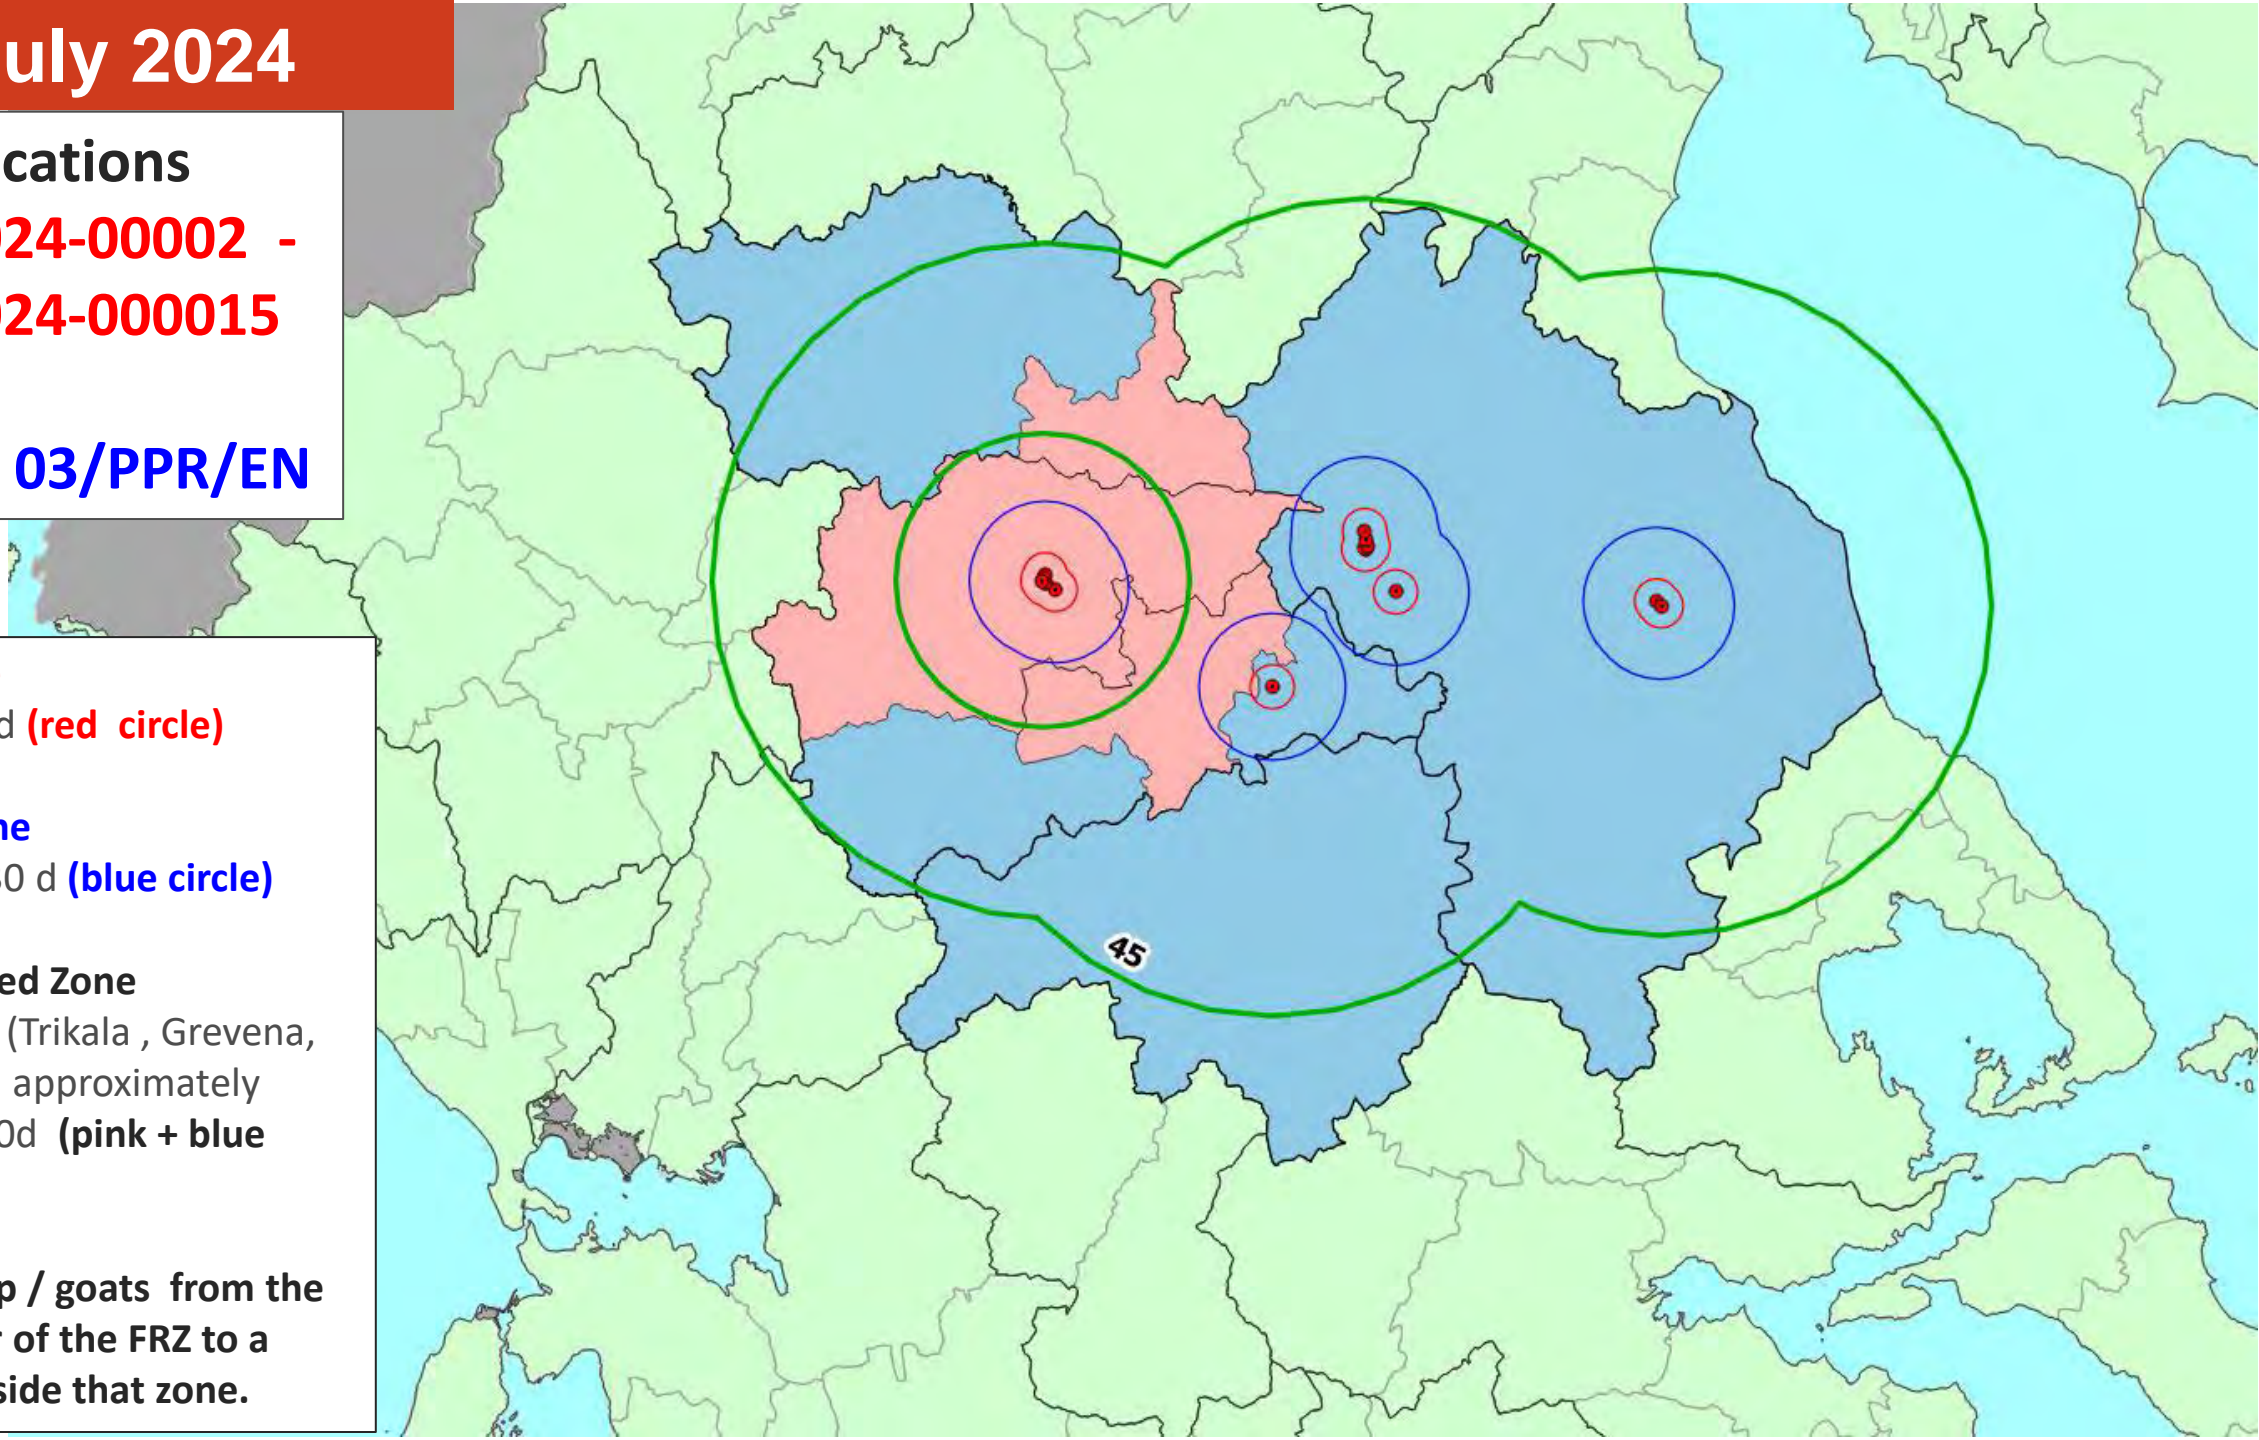 uly 2024
cations
24-00002 -
24-000015
03/PPR/EN
d (red circle)
ne
0 d (blue circle)
ed Zone
(Trikala , Grevena,
approximately
0d (pink + blue
p / goats from the
r of the FRZ to a
side that zone.
45